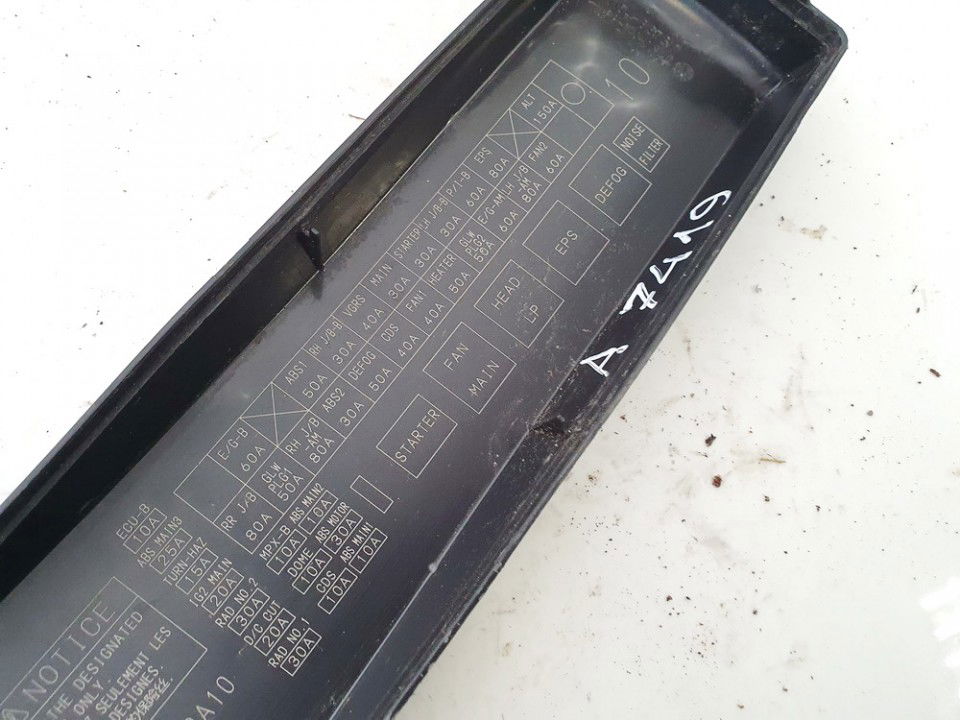 10
ALT
150A
EPS
80A
P/I-B
60A
LH J/B-B
30A
STARTER
30A
MAIN
30A
VGRS
40A
RH J/B-B
30A
ABS1
50A
E/G-B
60A
FAN2
60A
LH J/B
-AM
80A
E/G-AM
60A
GLW
PLG2
50A
HEATER
50A
FAN1
40A
CDS
40A
DEFOG
50A
ABS2
30A
RH J/B
-AM
80A
GLW
PLG1
50A
RR J/B
80A
NOISE
FILTER
DEFOG
EPS
HEAD
LP
FAN
MAIN
STARTER
ECU-B
10A
ABS MAIN3
25A
TURN-HAZ
15A
IG2 MAIN
20A
RAD NO.2
30A
D/C CUT
20A
RAD NO.1
30A
MPX-B
10A
ABS MAIN2
10A
DOME
10A
ABS MOTOR
30A
CDS
10A
ABS MAIN1
10A
NOTICE
THE DESIGNATED
ONLY
SEULEMENT LES
DESIGNES
A10
A7419